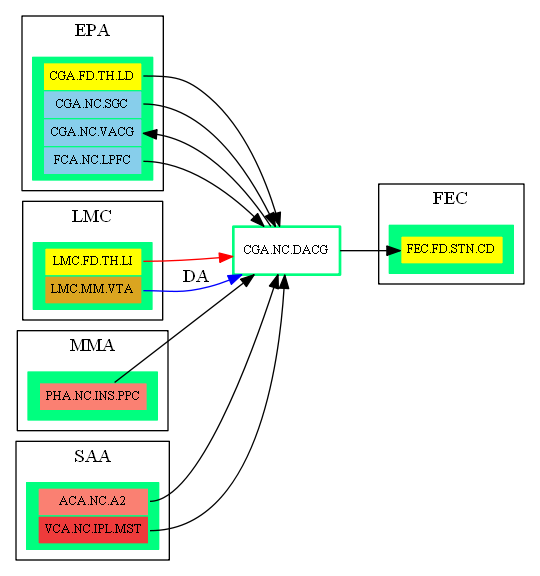 EPA
CGA.FD.TH.LD
CGA.NC.SGC
CGA.NC.VACG
FCA.NC.LPFC
LMC
LMC.FD.TH.LI
LMC.MM.VTA
DA
MMA
PHA.NC.INS.PPC
SAA
ACA.NC.A2
VCA.NC.IPL.MST
CGA.NC.DACG
FEC
FEC.FD.STN.CD